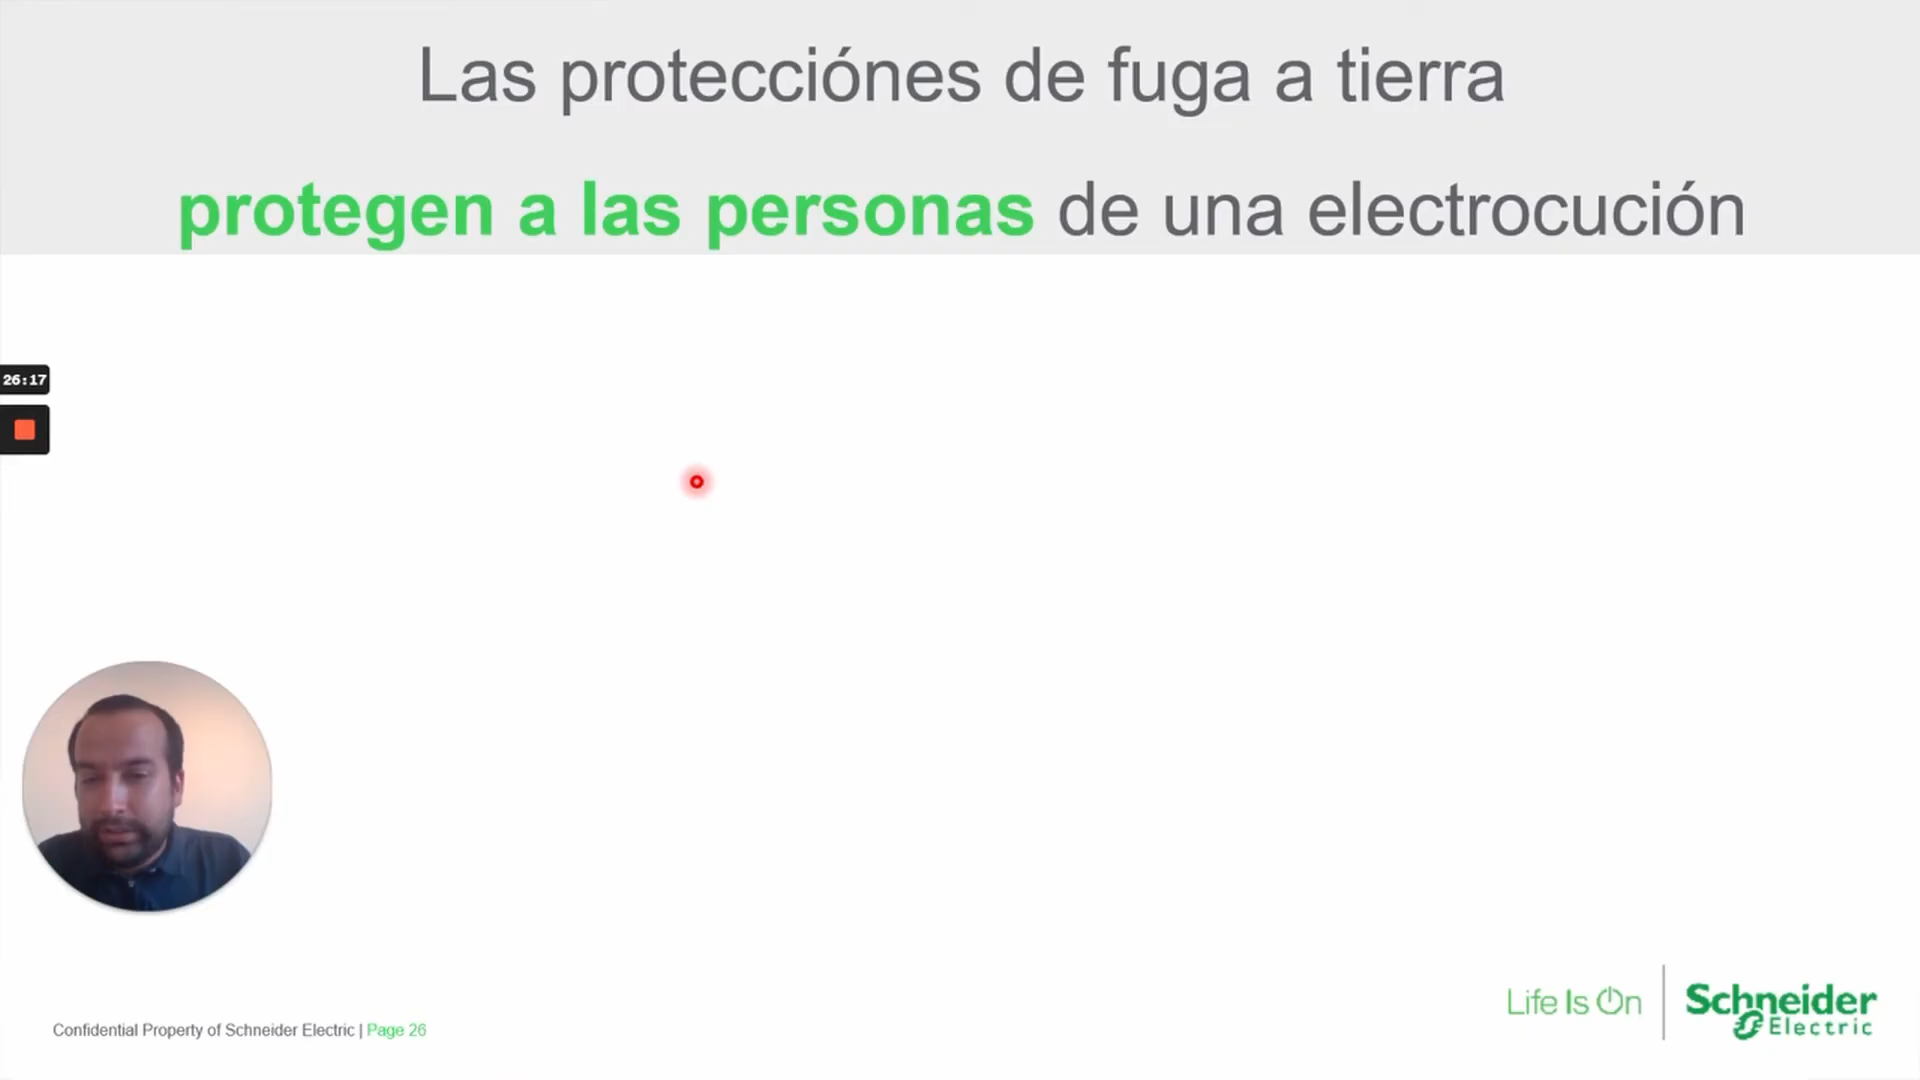 Las protecciónes de fuga a tierra
protegen a las personas de una electrocución
26:17
Confidential Property of Schneider Electric | Page 26
Life Is On
Schneider
Electric